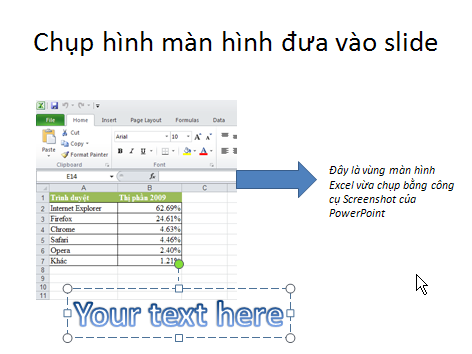 Chụp hình màn hình đưa vào slide
File Home Insert Page Layout Formulas Data
Cut
Copy
Format Painter
Paste
Clipboard
Arial 10 A A
B I U
Font
E14 fx
A B C
1 Trình duyệt Thị phần 2009
2 Internet Explorer 62.69%
3 Firefox 24.61%
4 Chrome 4.63%
5 Safari 4.46%
6 Opera 2.40%
7 Khác 1.21%
8
9
10
11
Đây là vùng màn hình
Excel vừa chụp bằng công
cụ Screenshot của
PowerPoint
Your text here